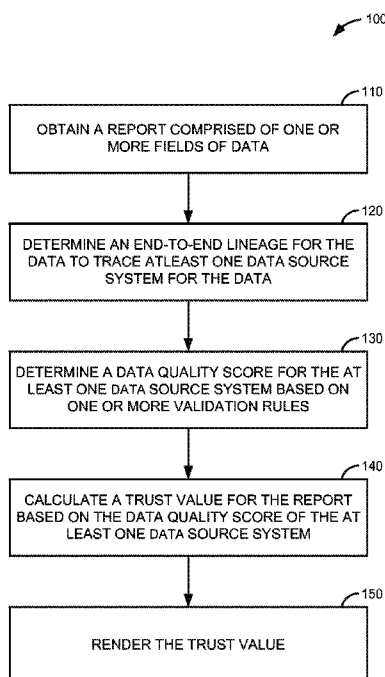 100
110
OBTAIN A REPORT COMPRISED OF ONE OR
MORE FIELDS OF DATA
120
DETERMINE AN END-TO-END LINEAGE FOR THE
DATA TO TRACE ATLEAST ONE DATA SOURCE
SYSTEM FOR THE DATA
130
DETERMINE A DATA QUALITY SCORE FOR THE AT
LEAST ONE DATA SOURCE SYSTEM BASED ON
ONE OR MORE VALIDATION RULES
140
CALCULATE A TRUST VALUE FOR THE REPORT
BASED ON THE DATA QUALITY SCORE OF THE AT
LEAST ONE DATA SOURCE SYSTEM
150
RENDER THE TRUST VALUE